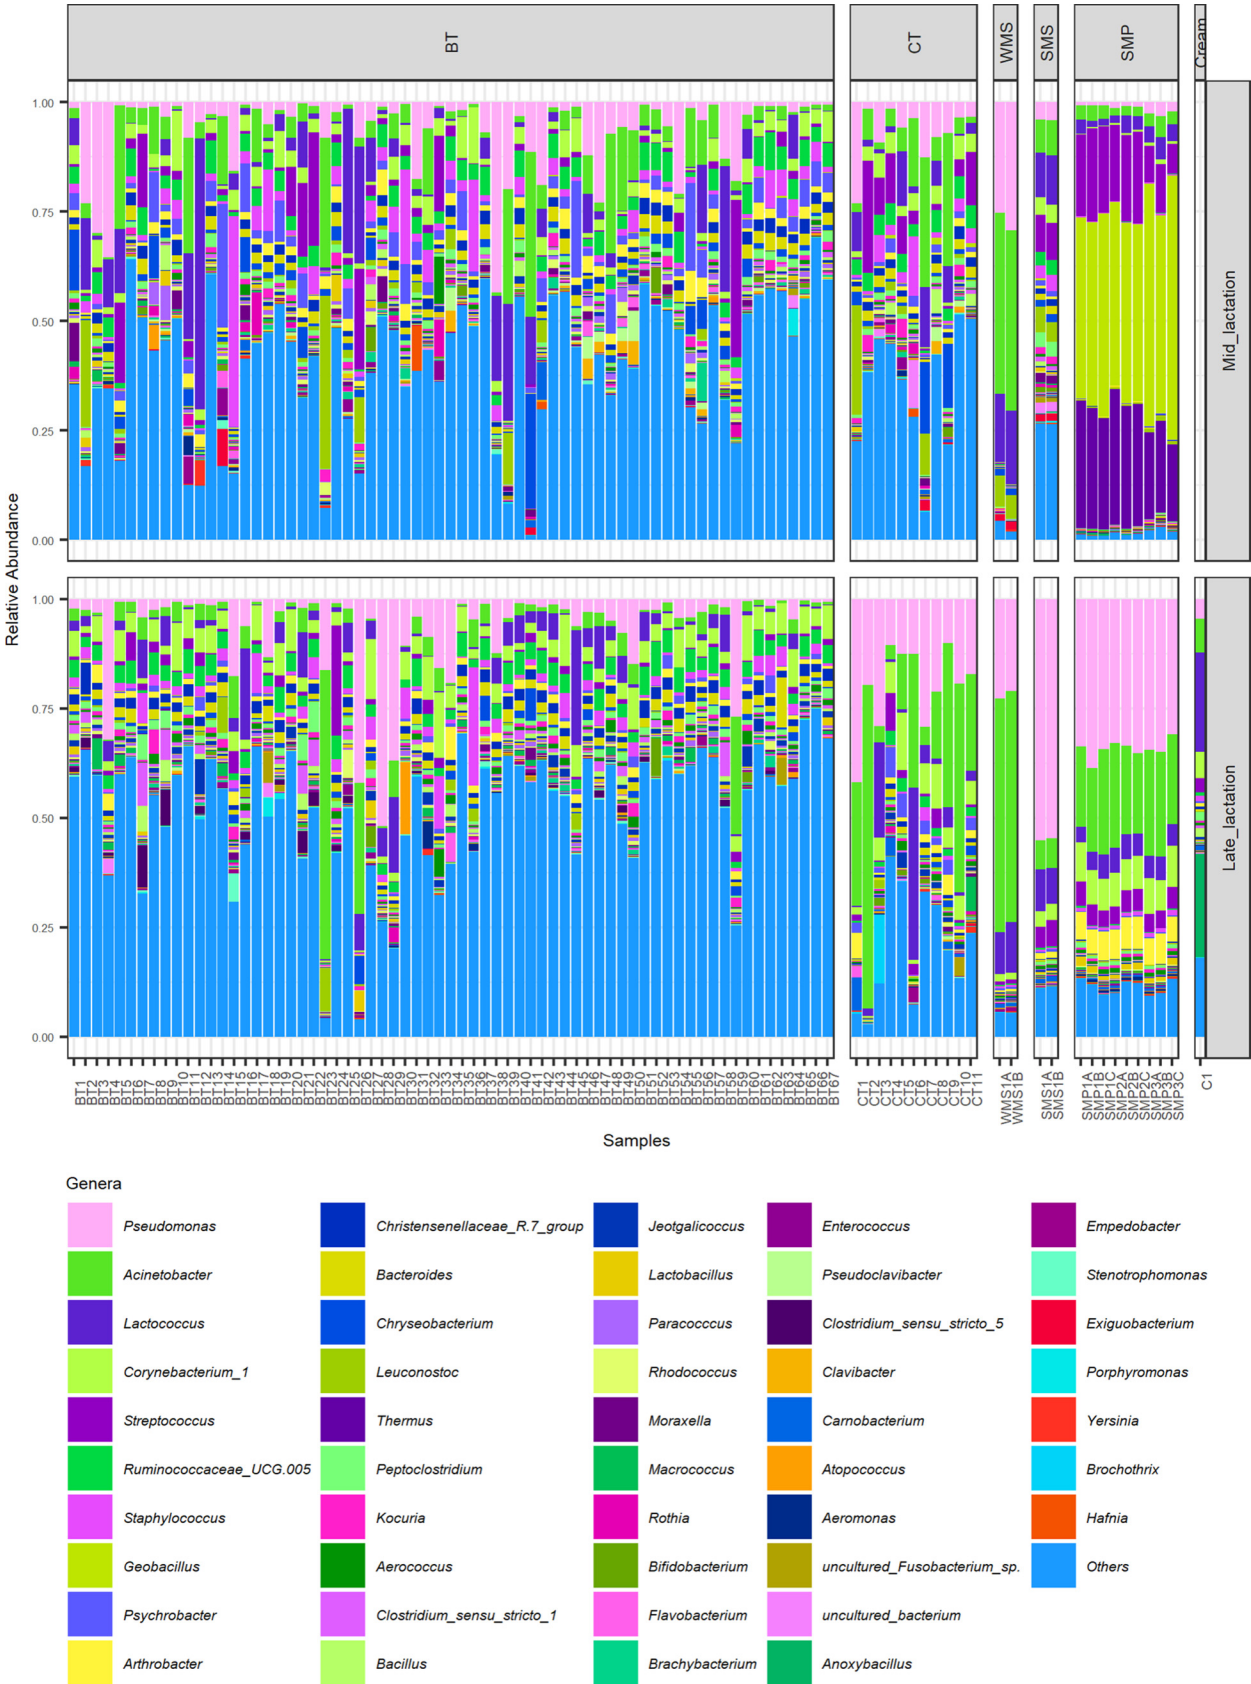 BT CT WMS SMS SMP Cream
1.00
0.75
0.50
0.25
0.00
Mid_lactation
Relative Abundance
1.00
0.75
0.50
0.25
0.00
Late_lactation
BT1 BT2 BT3 BT4 BT5 BT6 BT7 BT8 BT9 BT10 BT11 BT12 BT13 BT14 BT15 BT16 BT17 BT18 BT19 BT20 BT21 BT22 BT23 BT24 BT25 BT26 BT27 BT28 BT29 BT30 BT31 BT32 BT33 BT34 BT35 BT36 BT37 BT38 BT39 BT40 BT41 BT42 BT43 BT44 BT45 BT46 BT47 BT48 BT49 BT50 BT51 BT52 BT53 BT54 BT55 BT56 BT57 BT58 BT59 BT60 BT61 BT62 BT63 BT64 BT65 BT66 BT67 CT1 CT2 CT3 CT4 CT5 CT6 CT7 CT8 CT9 CT10 CT11 WMS1A WMS1B SMS1A SMS1B SMP1A SMP1B SMP1C SMP2A SMP2B SMP2C SMP3A SMP3B SMP3C C1
Samples
Genera
Pseudomonas Christensenellaceae_R.7_group Jeotgalicoccus Enterococcus Empedobacter
Acinetobacter Bacteroides Lactobacillus Pseudoclavibacter Stenotrophomonas
Lactococcus Chryseobacterium Paracocccus Clostridium_sensu_stricto_5 Exiguobacterium
Corynebacterium_1 Leuconostoc Rhodococcus Clavibacter Porphyromonas
Streptococcus Thermus Moraxella Carnobacterium Yersinia
Ruminococcaceae_UCG.005 Peptoclostridium Macrococcus Atopococcus Brochothrix
Staphylococcus Kocuria Rothia Aeromonas Hafnia
Geobacillus Aerococcus Bifidobacterium uncultured_Fusobacterium_sp. Others
Psychrobacter Clostridium_sensu_stricto_1 Flavobacterium uncultured_bacterium
Arthrobacter Bacillus Brachybacterium Anoxybacillus